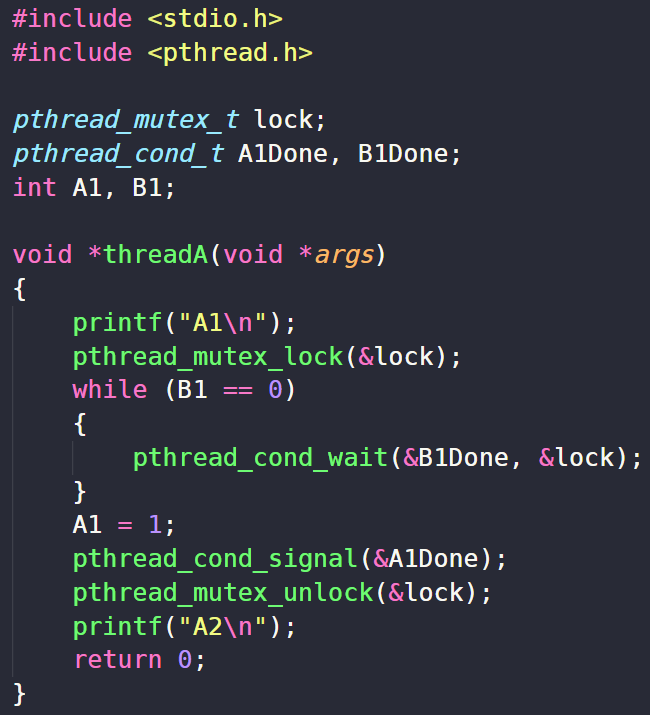 #include <stdio.h>
#include <pthread.h>

pthread_mutex_t lock;
pthread_cond_t A1Done, B1Done;
int A1, B1;

void *threadA(void *args)
{
    printf("A1\n");
    pthread_mutex_lock(&lock);
    while (B1 == 0)
    {
        pthread_cond_wait(&B1Done, &lock);
    }
    A1 = 1;
    pthread_cond_signal(&A1Done);
    pthread_mutex_unlock(&lock);
    printf("A2\n");
    return 0;
}